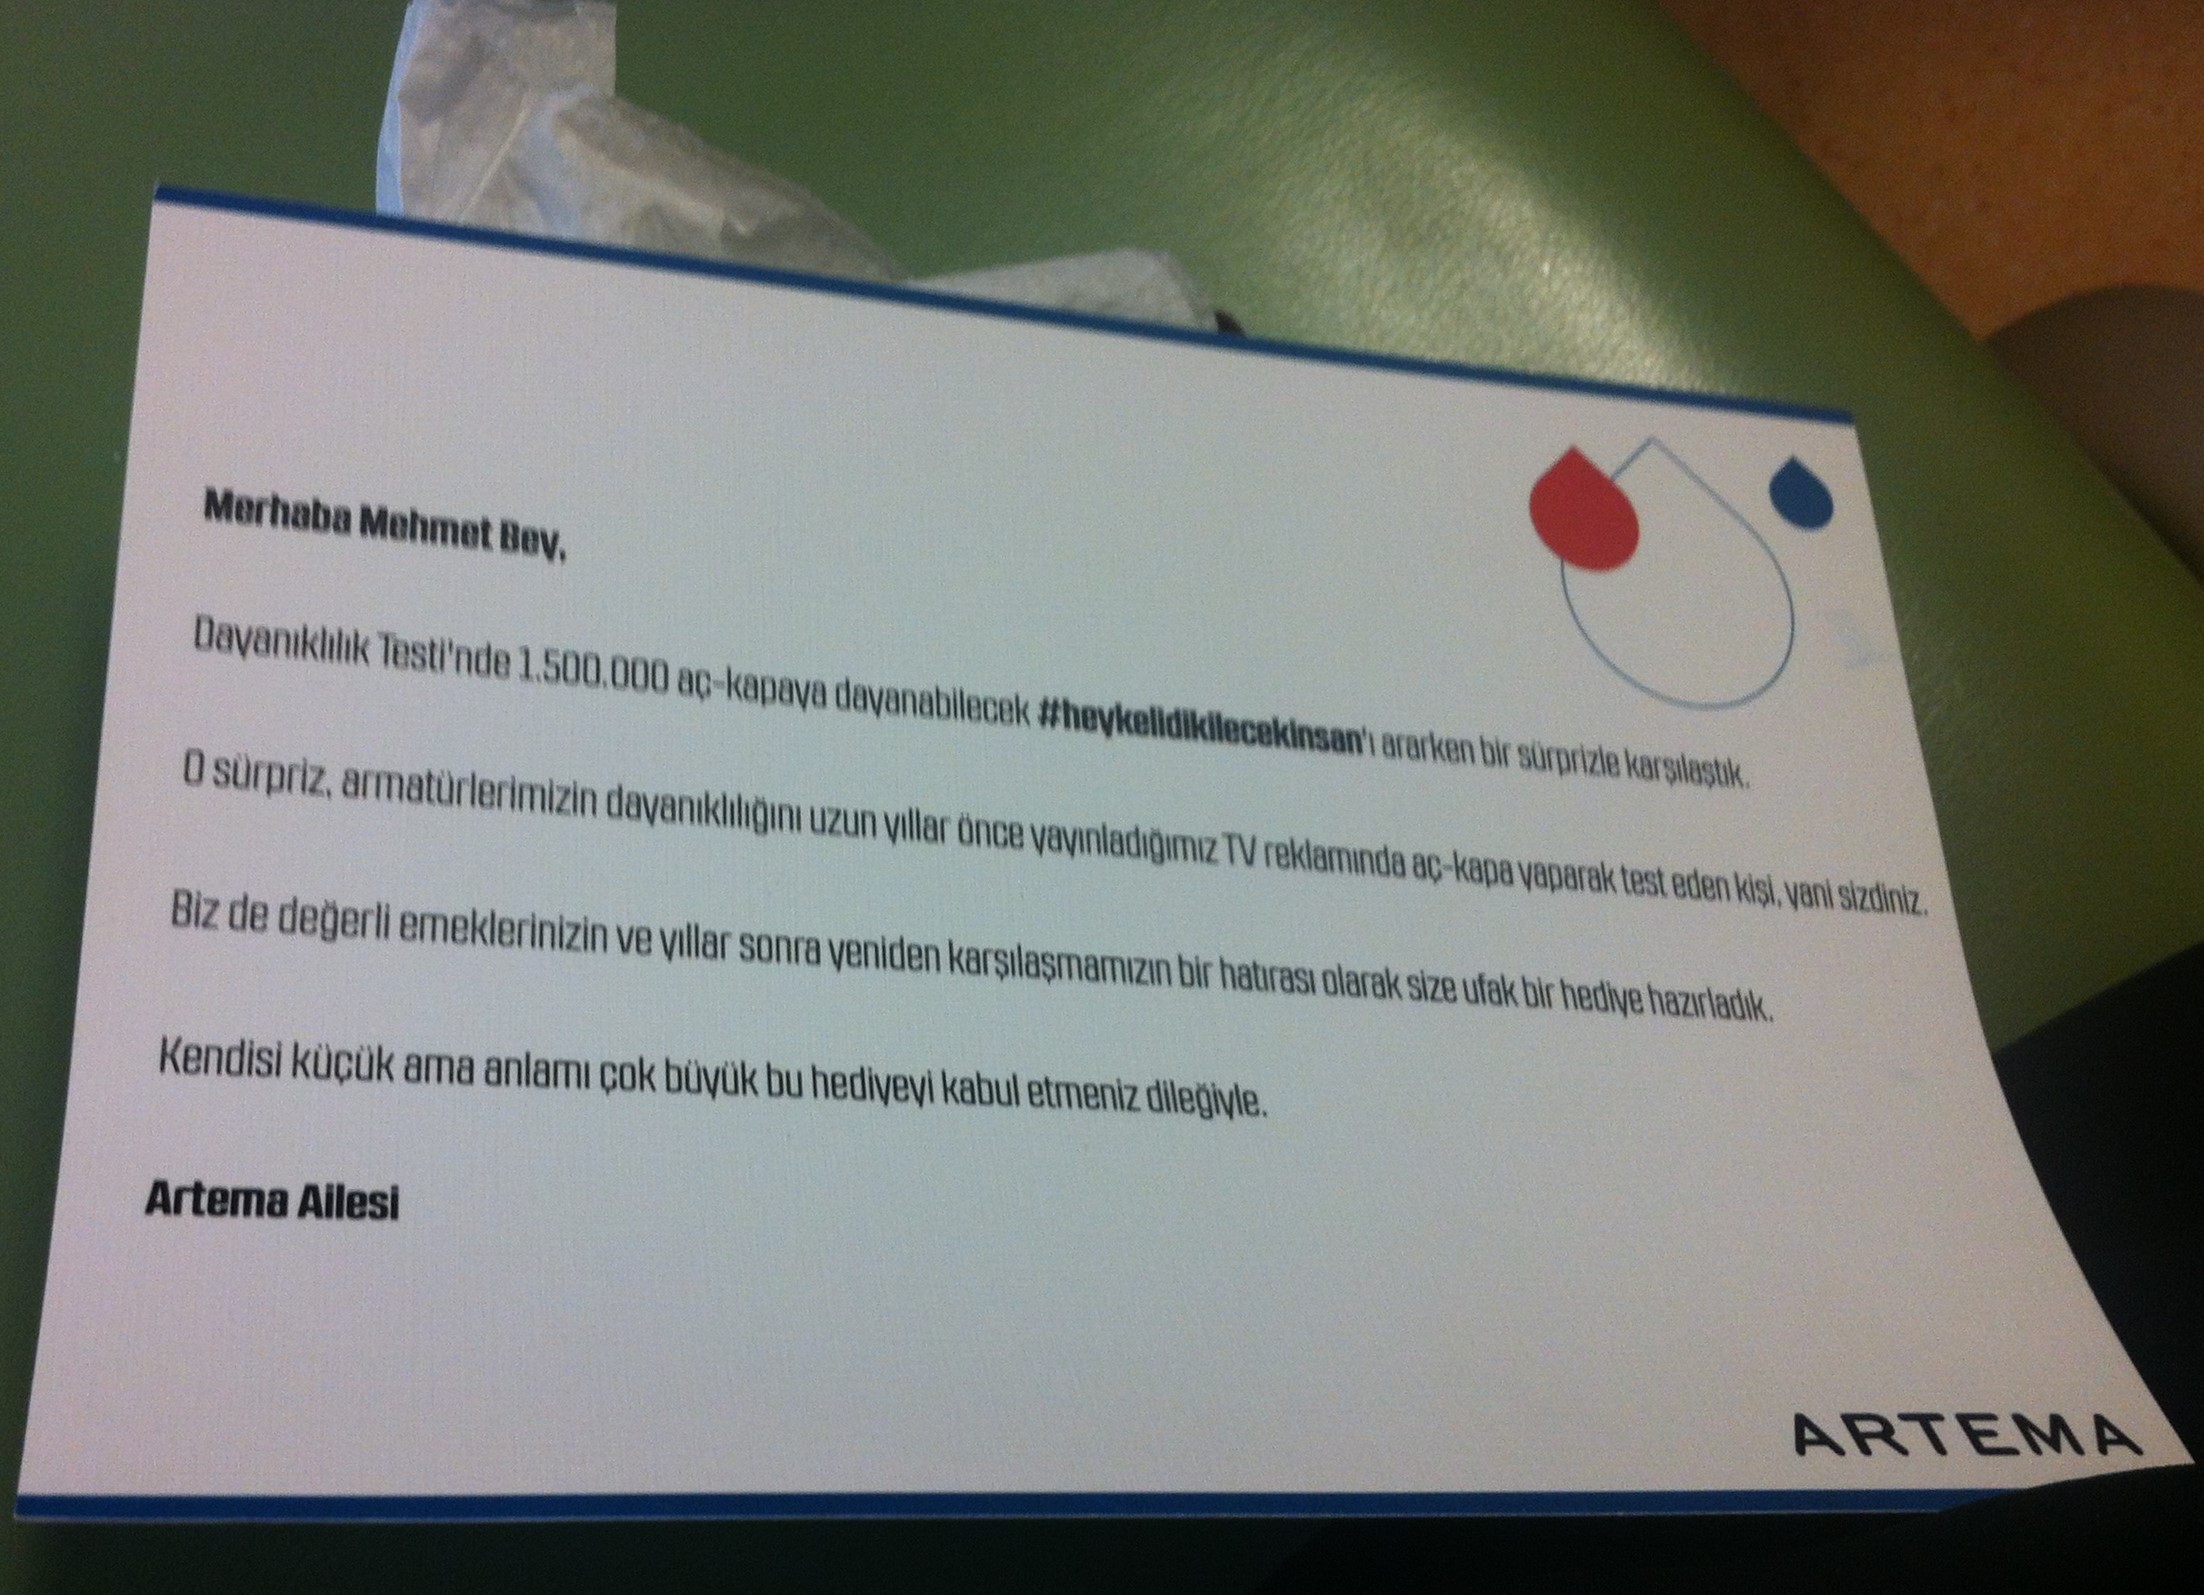 Merhaba Mehmet Bey,
Dayanıklılık Testi'nde 1.500.000 aç-kapaya dayanabilecek #heykelidikilecekinsan'ı ararken bir sürprizle karşılaştık.
O sürpriz, armatürlerimizin dayanıklılığını uzun yıllar önce yayınladığımız TV reklamında aç-kapa yaparak test eden kişi, yani sizdiniz.
Biz de değerli emeklerinizin ve yıllar sonra yeniden karşılaşmamızın bir hatırası olarak size ufak bir hediye hazırladık.
Kendisi küçük ama anlamı çok büyük bu hediyeyi kabul etmeniz dileğiyle.
Artema Ailesi
ARTEMA